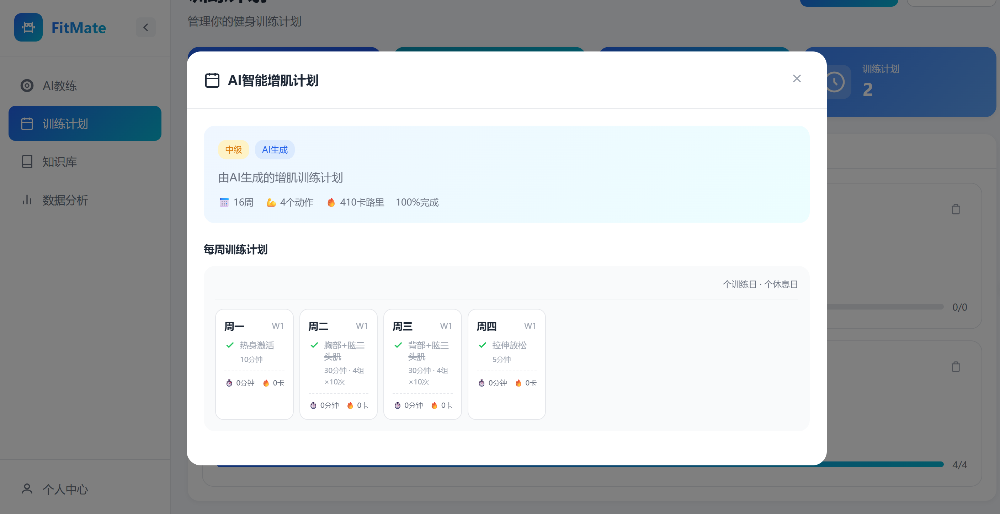 FitMate
AI教练
训练计划
知识库
数据分析
个人中心
管理你的健身训练计划
训练计划
2
AI智能增肌计划
中级
AI生成
由AI生成的增肌训练计划
16周
4个动作
410卡路里
100%完成
每周训练计划
个训练日 · 个休息日
周一
W1
热身激活
10分钟
0分钟
0卡
周二
W1
胸部+肱三
头肌
30分钟 · 4组
×10次
0分钟
0卡
周三
W1
背部+肱二
头肌
30分钟 · 4组
×10次
0分钟
0卡
周四
W1
拉伸放松
5分钟
0分钟
0卡
0/0
4/4